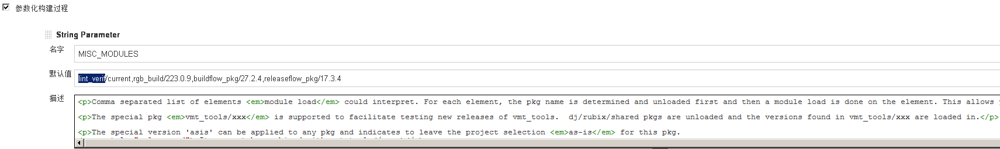 参数化构建过程
String Parameter
名字
MISC_MODULES
默认值
lint_verif/current,rgb_build/223.0.9,buildflow_pkg/27.2.4,releaseflow_pkg/17.3.4
描述
<p>Comma separated list of elements <em>module load</em> could interpret. For each element, the pkg name is determined and unloaded first and then a module load is done on the element. This allows
<p>The special pkg <em>vmt_tools/xxx</em> is supported to facilitate testing new releases of vmt_tools.  dj/rubix/shared pkgs are unloaded and the versions found in vmt_tools/xxx are loaded in.</p>
<p>The special version 'asis' can be applied to any pkg and indicates to leave the project selection <em>as-is</em> for this pkg.